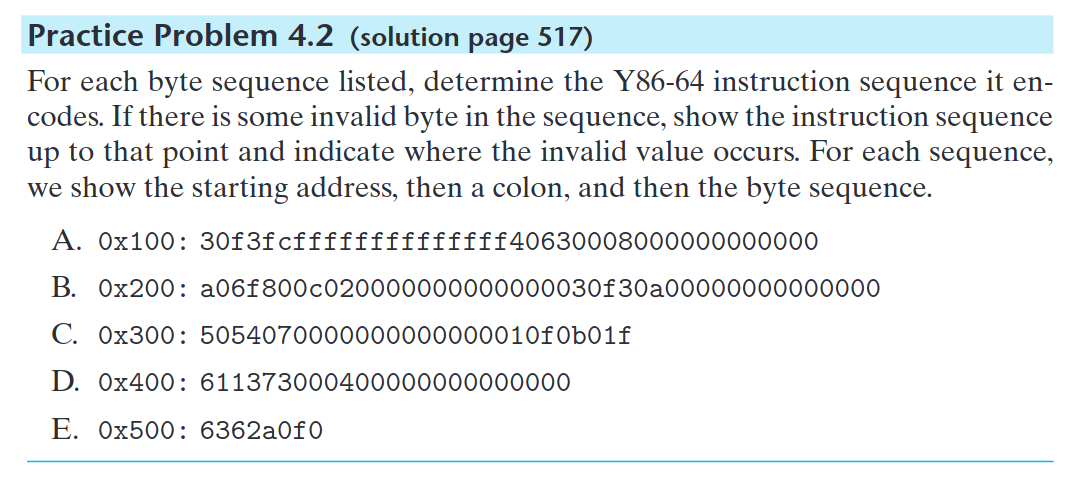 Practice Problem 4.2 (solution page 517)
For each byte sequence listed, determine the Y86-64 instruction sequence it en-
codes. If there is some invalid byte in the sequence, show the instruction sequence
up to that point and indicate where the invalid value occurs. For each sequence,
we show the starting address, then a colon, and then the byte sequence.
A. 0x100: 30f3fcffffffffffffff40630008000000000000
B. 0x200: a06f800c020000000000000030f30a00000000000000
C. 0x300: 5054070000000000000010f0b01f
D. 0x400: 611373000400000000000000
E. 0x500: 6362a0f0